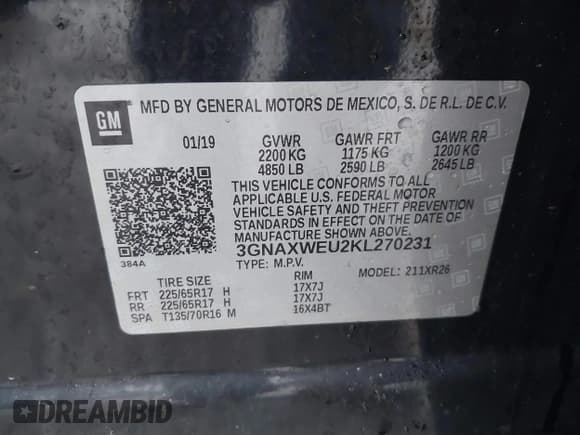 GM
MFD BY GENERAL MOTORS DE MEXICO, S. DE R.L. DE C.V.
01/19 GVWR GAWR FRT GAWR RR
2200 KG 1175 KG 1200 KG
4850 LB 2590 LB 2645 LB
THIS VEHICLE CONFORMS TO ALL
APPLICABLE U.S. FEDERAL MOTOR
VEHICLE SAFETY AND THEFT PREVENTION
STANDARDS IN EFFECT ON THE DATE OF
MANUFACTURE SHOWN ABOVE.
3GNAXWEU2KL270231
384A
TYPE: M.P.V. MODEL: 211XR26
TIRE SIZE RIM
FRT 225/65R17 H 17X7J
RR 225/65R17 H 17X7J
SPA T135/70R16 M 16X4BT
DREAMBID